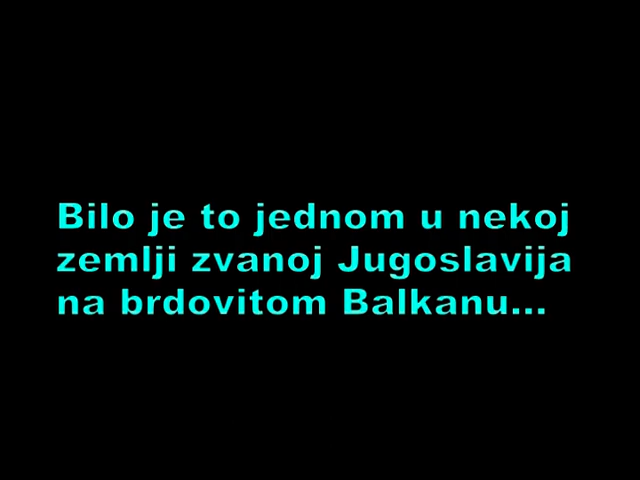 Bilo je to jednom u nekoj
zemlji zvanoj Jugoslavija
na brdovitom Balkanu...